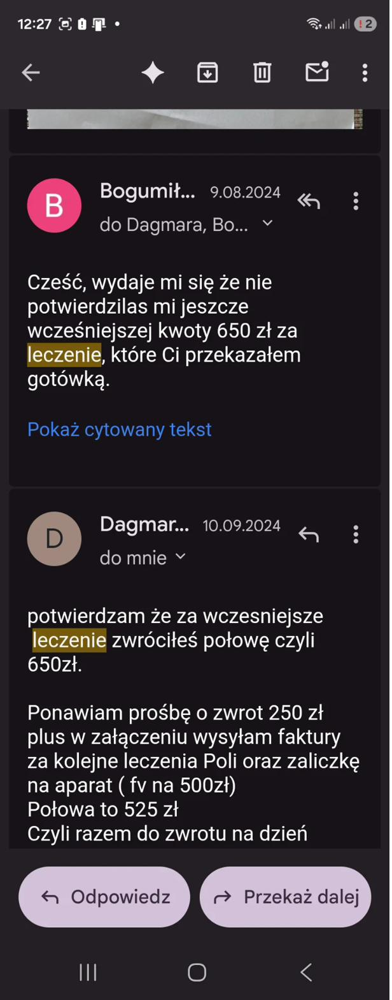 12:27
2
B
Bogumił... 9.08.2024
do Dagmara, Bo...
Cześć, wydaje mi się że nie
potwierdzilas mi jeszcze
wcześniejszej kwoty 650 zł za
leczenie, które Ci przekazałem
gotówką.
Pokaż cytowany tekst
D
Dagmar... 10.09.2024
do mnie
potwierdzam że za wczesniejsze
leczenie zwróciłeś połowę czyli
650zł.
Ponawiam prośbę o zwrot 250 zł
plus w załączeniu wysyłam faktury
za kolejne leczenia Poli oraz zaliczkę
na aparat ( fv na 500zł)
Połowa to 525 zł
Czyli razem do zwrotu na dzień
Odpowiedz
Przekaż dalej